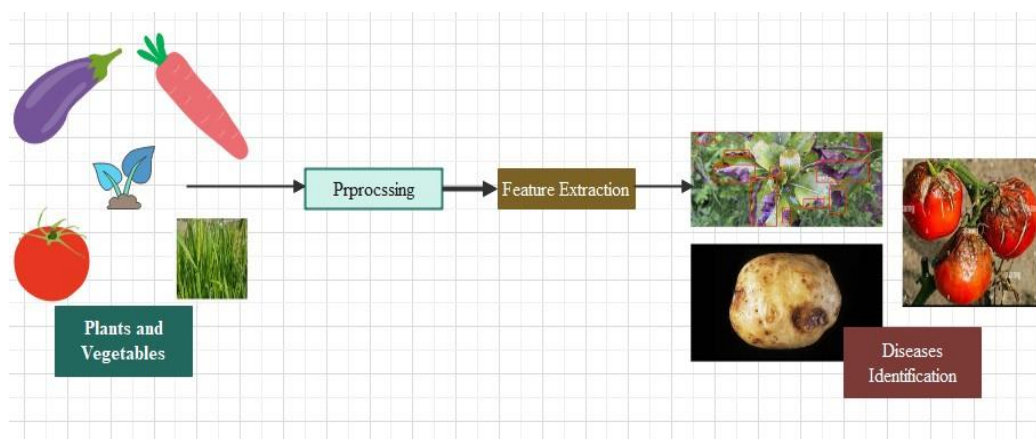 Prprocssing
Feature Extraction
Plants and
Vegetables
Diseases
Identification